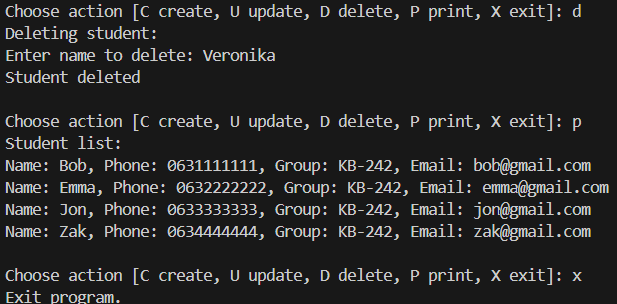 Choose action [C create, U update, D delete, P print, X exit]: d
Deleting student:
Enter name to delete: Veronika
Student deleted
Choose action [C create, U update, D delete, P print, X exit]: p
Student list:
Name: Bob, Phone: 0631111111, Group: KB-242, Email: bob@gmail.com
Name: Emma, Phone: 0632222222, Group: KB-242, Email: emma@gmail.com
Name: Jon, Phone: 0633333333, Group: KB-242, Email: jon@gmail.com
Name: Zak, Phone: 0634444444, Group: KB-242, Email: zak@gmail.com
Choose action [C create, U update, D delete, P print, X exit]: x
Exit program.